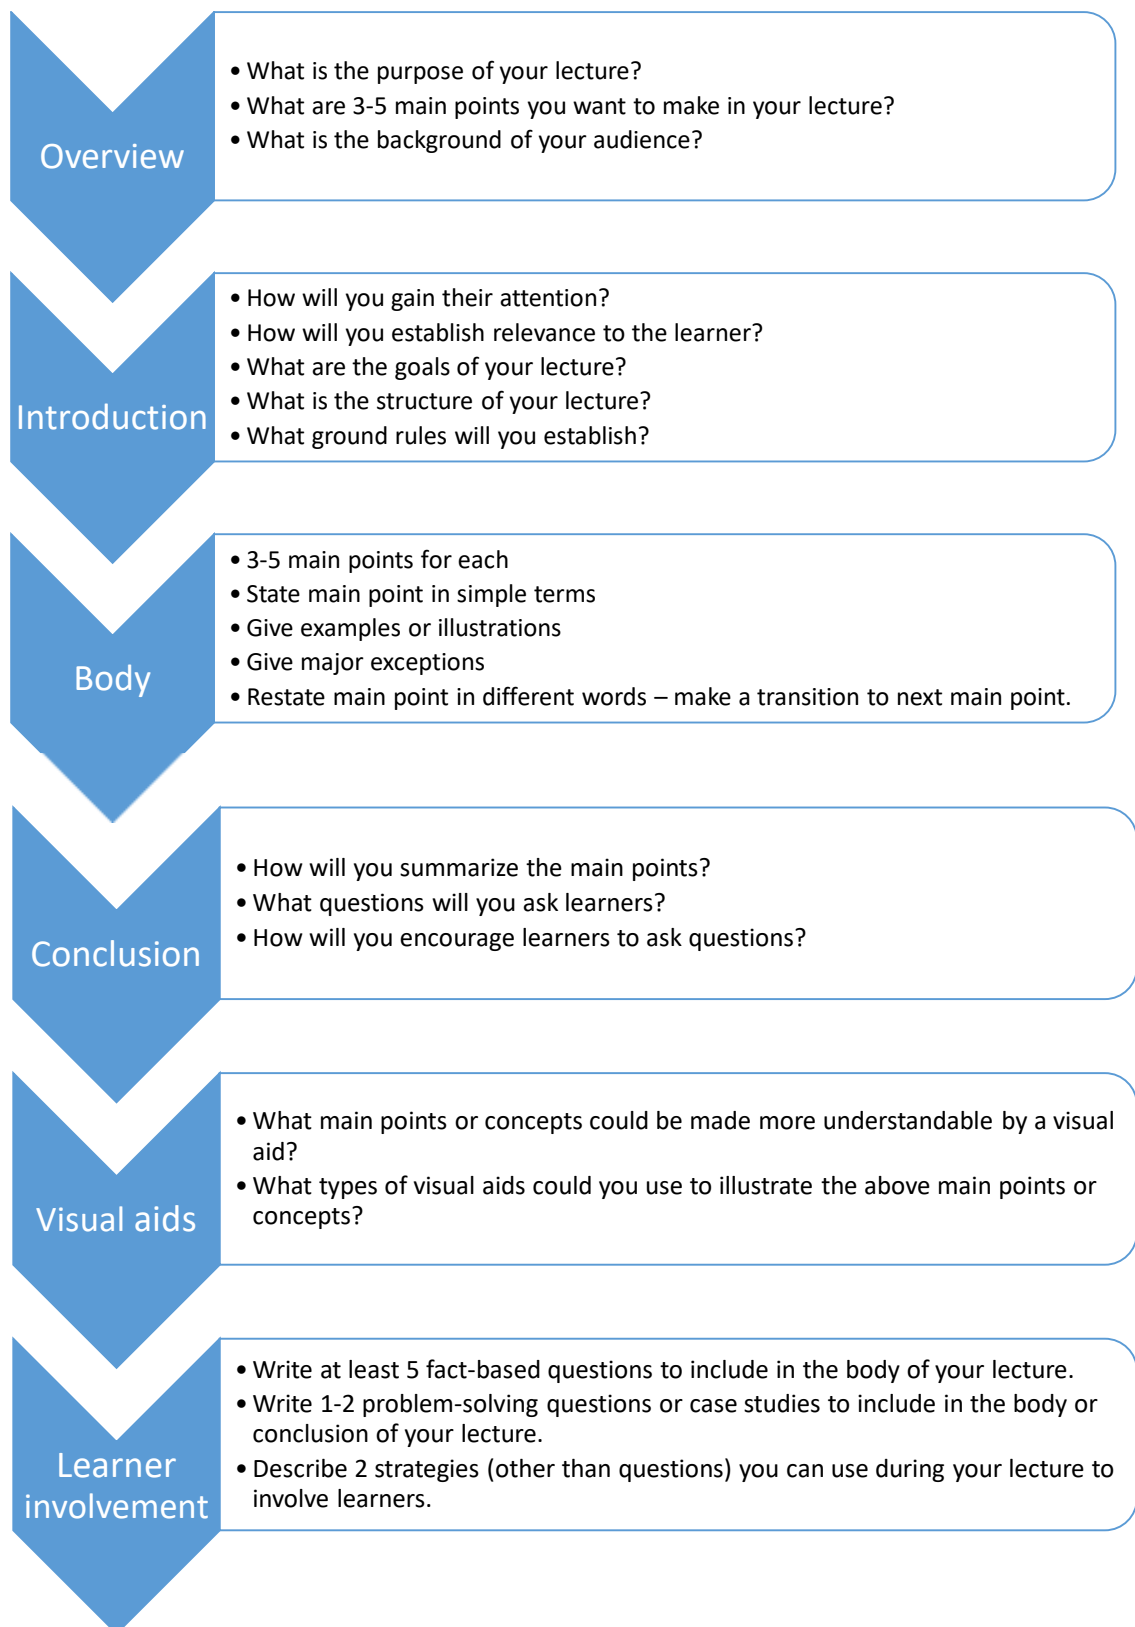 Overview
• What is the purpose of your lecture?
• What are 3-5 main points you want to make in your lecture?
• What is the background of your audience?
Introduction
• How will you gain their attention?
• How will you establish relevance to the learner?
• What are the goals of your lecture?
• What is the structure of your lecture?
• What ground rules will you establish?
Body
• 3-5 main points for each
• State main point in simple terms
• Give examples or illustrations
• Give major exceptions
• Restate main point in different words – make a transition to next main point.
Conclusion
• How will you summarize the main points?
• What questions will you ask learners?
• How will you encourage learners to ask questions?
Visual aids
• What main points or concepts could be made more understandable by a visual
aid?
• What types of visual aids could you use to illustrate the above main points or
concepts?
Learner
involvement
• Write at least 5 fact-based questions to include in the body of your lecture.
• Write 1-2 problem-solving questions or case studies to include in the body or
conclusion of your lecture.
• Describe 2 strategies (other than questions) you can use during your lecture to
involve learners.